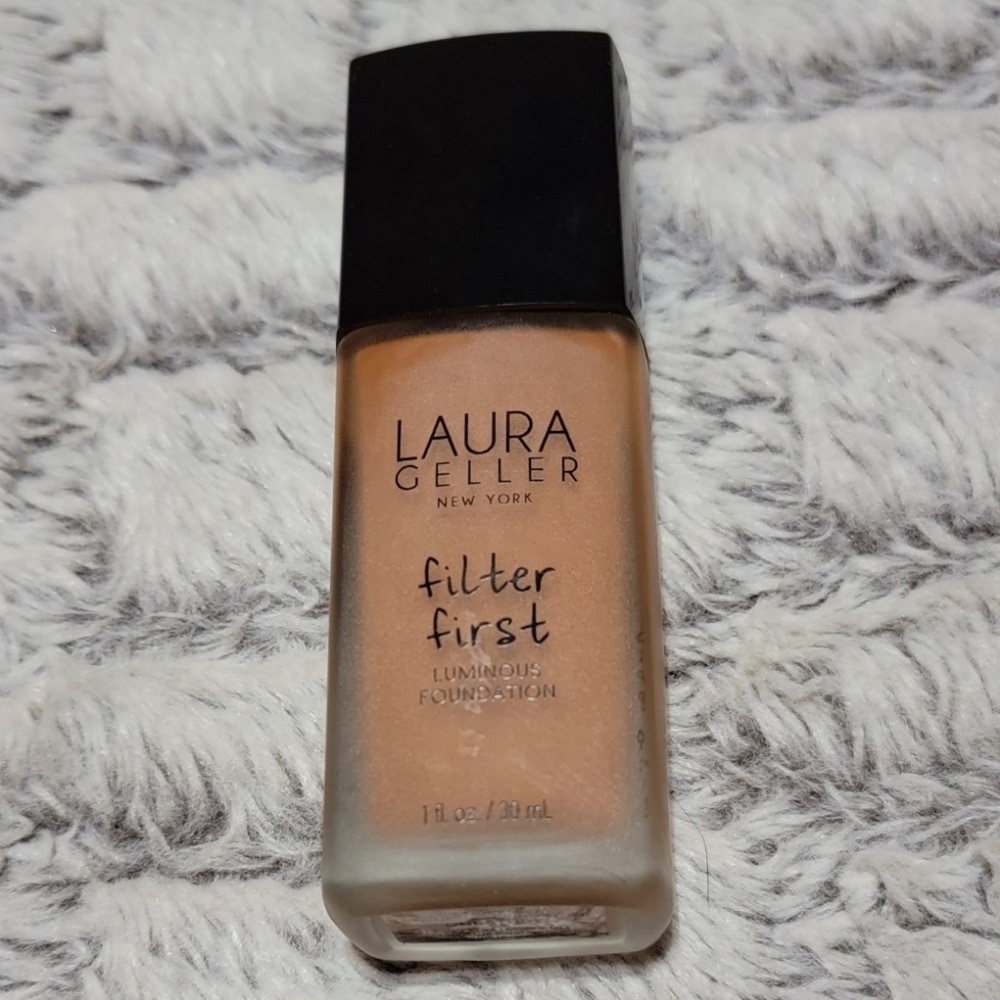 LAURA
GELLER
NEW YORK
filter
first
LUMINOUS
FOUNDATION
1 fl. oz. / 30 mL